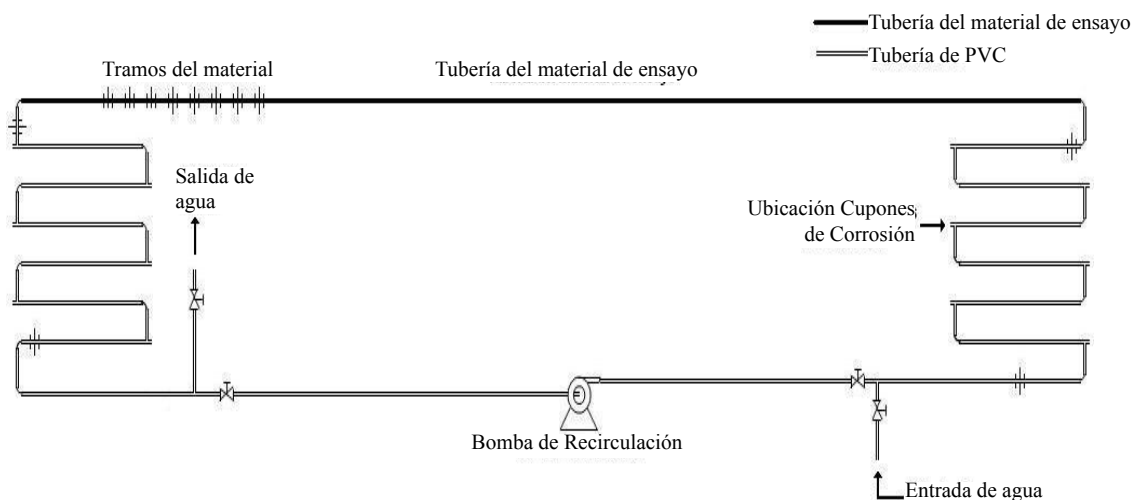 Tubería del material de ensayo
Tubería de PVC
Tramos del material
Tubería del material de ensayo
Salida de
agua
Ubicación Cupones
de Corrosión
Bomba de Recirculación
Entrada de agua